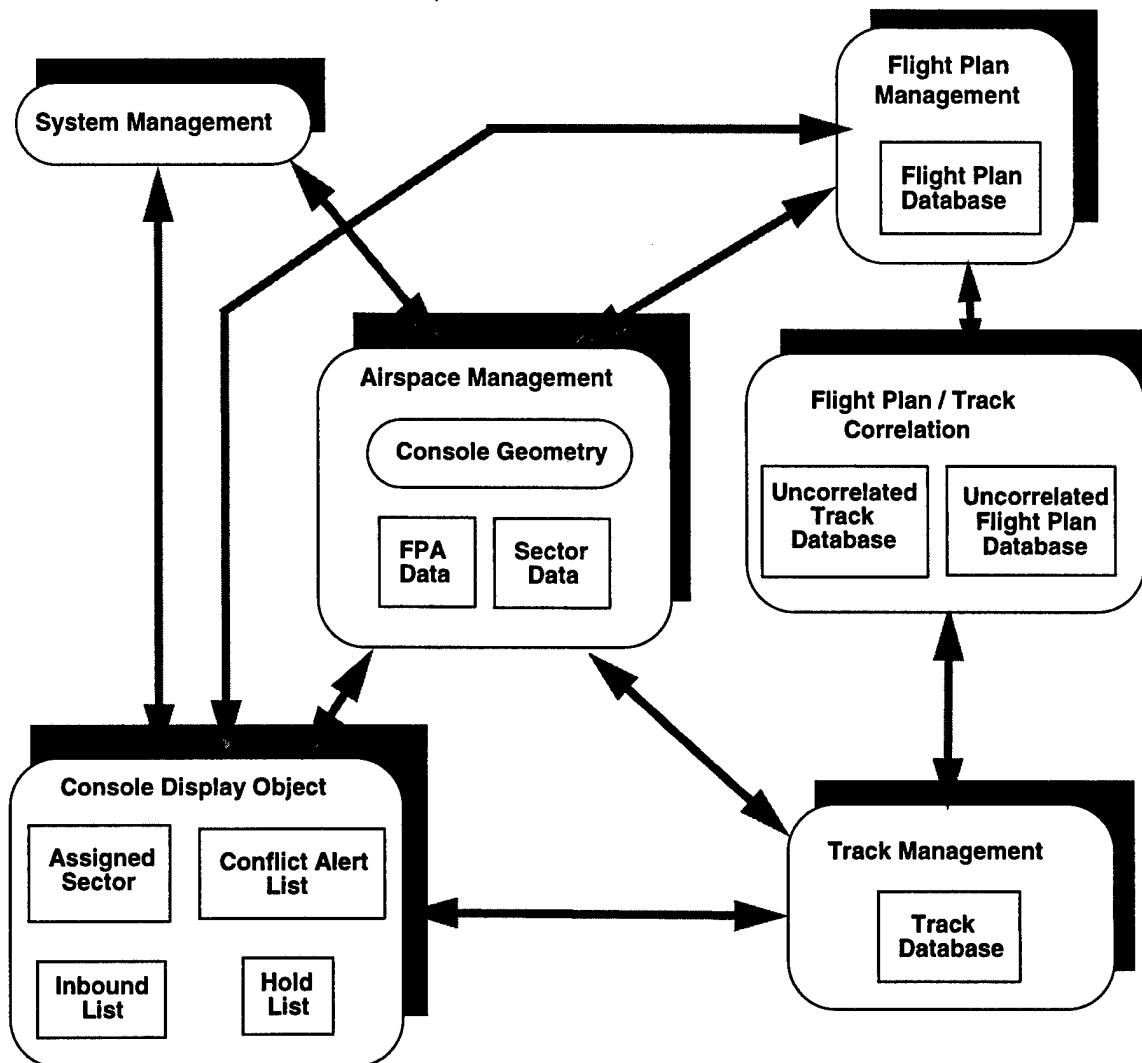 System Management
Flight Plan
Management
Flight Plan
Database
Airspace Management
Console Geometry
FPA
Data
Sector
Data
Flight Plan / Track
Correlation
Uncorrelated
Track
Database
Uncorrelated
Flight Plan
Database
Console Display Object
Assigned
Sector
Conflict Alert
List
Inbound
List
Hold
List
Track Management
Track
Database